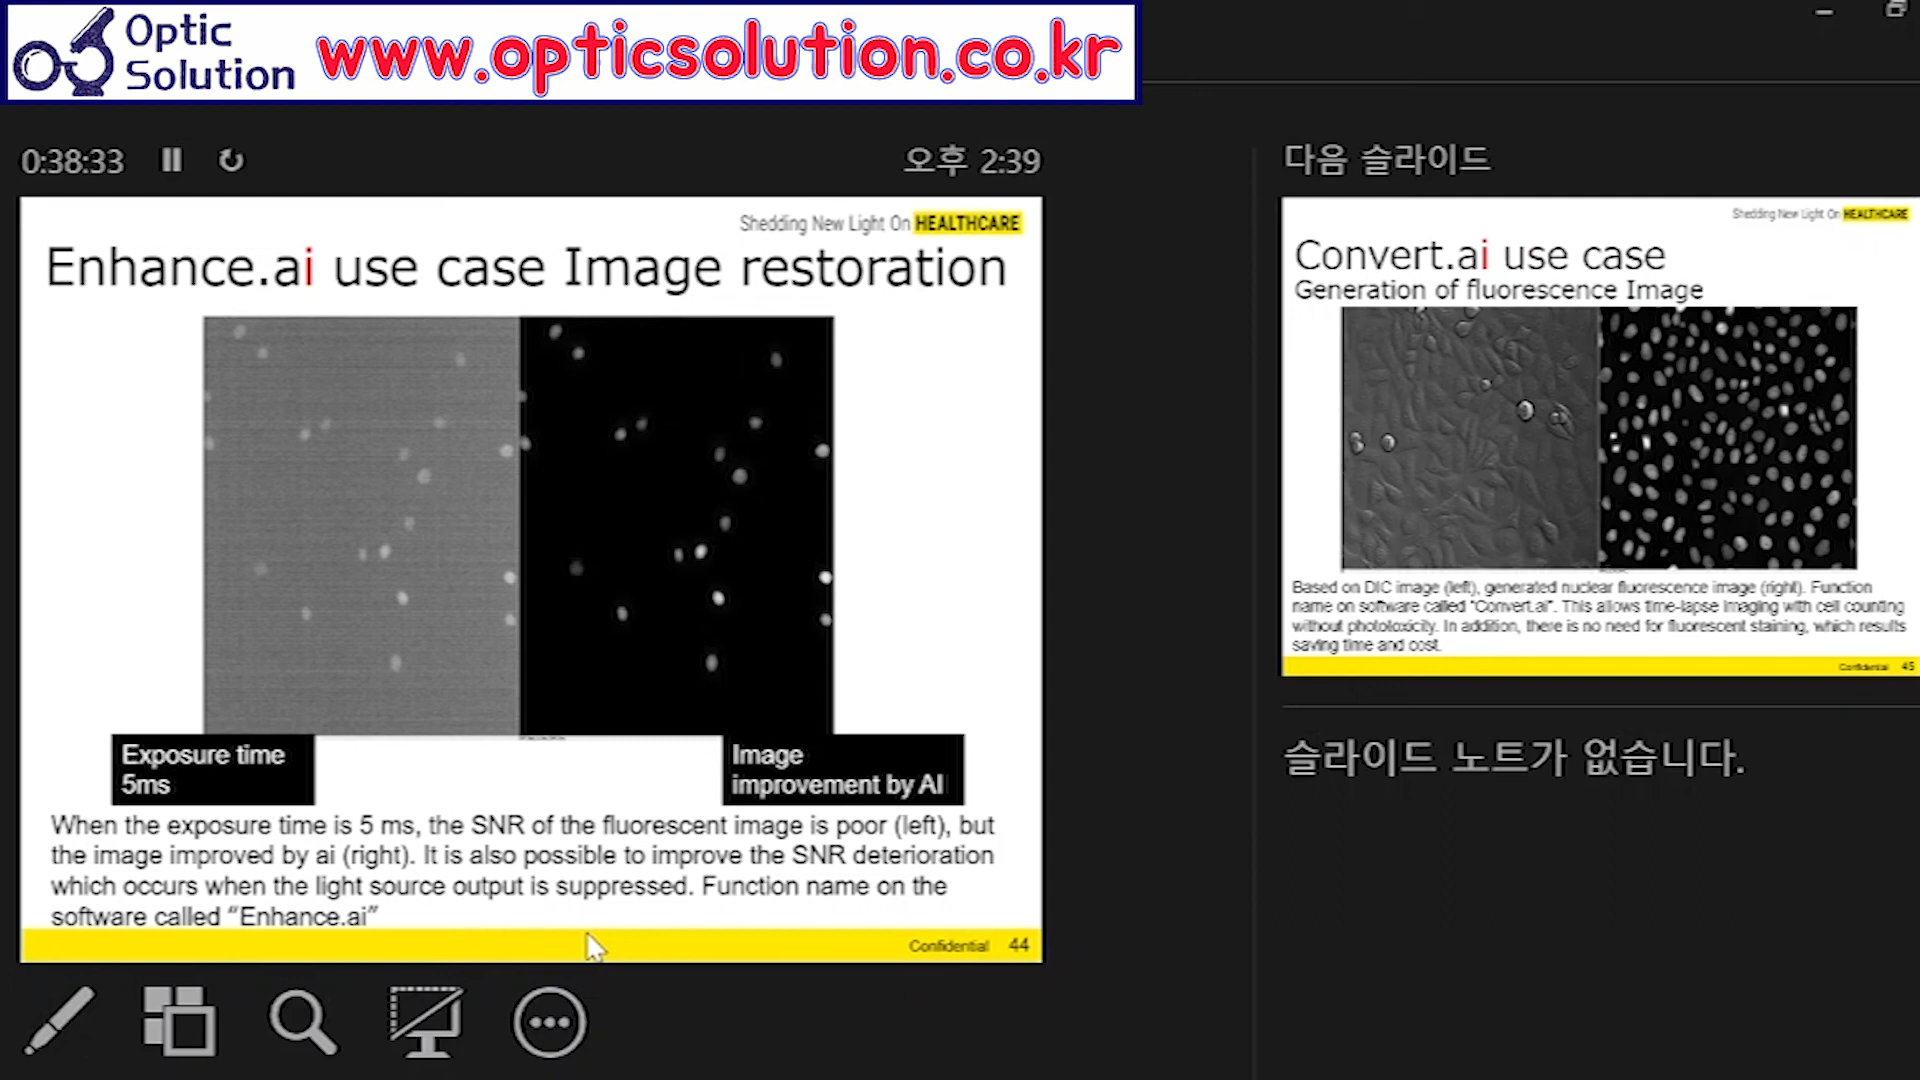 Optic
Solution
www.opticsolution.co.kr
0:38:33
오후 2:39
다음 슬라이드
Shedding New Light On HEALTHCARE
Enhance.ai use case Image restoration
Exposure time
5ms
Image
improvement by AI
When the exposure time is 5 ms, the SNR of the fluorescent image is poor (left), but
the image improved by ai (right). It is also possible to improve the SNR deterioration
which occurs when the light source output is suppressed. Function name on the
software called “Enhance.ai”
Confidential 44
Shedding New Light On HEALTHCARE
Convert.ai use case
Generation of fluorescence Image
Based on DIC image (left), generated nuclear fluorescence image (right). Function
name on software called “Convert.ai”. This allows time-lapse imaging with cell counting
without phototoxicity. In addition, there is no need for fluorescent staining, which results
saving time and cost.
Confidential 45
슬라이드 노트가 없습니다.